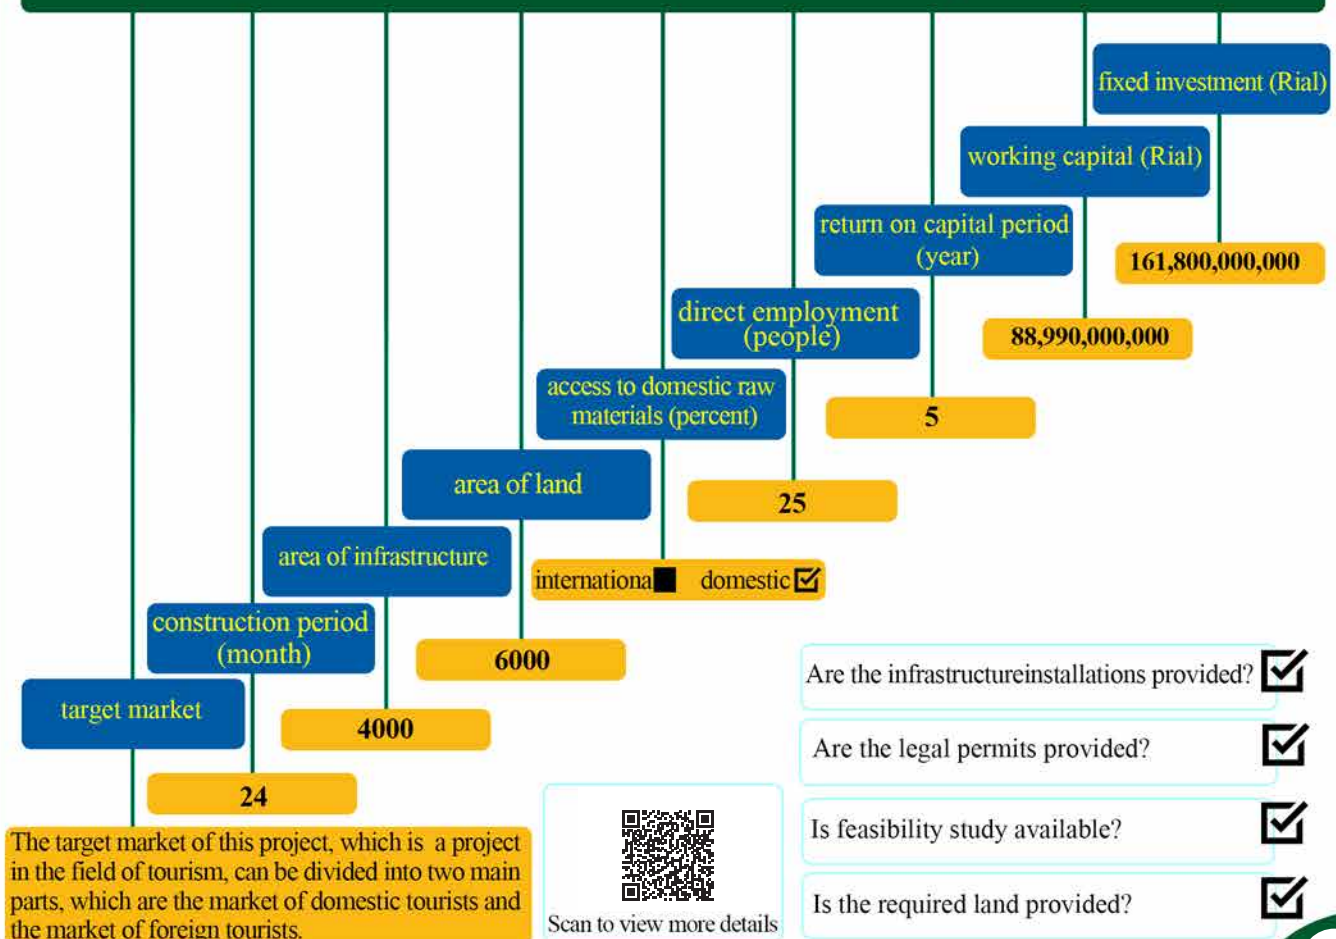 fixed investment (Rial)
161,800,000,000
working capital (Rial)
88,990,000,000
return on capital period
(year)
5
direct employment
(people)
25
access to domestic raw
materials (percent)
internationa domestic
area of land
6000
area of infrastructure
4000
construction period
(month)
24
target market
The target market of this project, which is a project
in the field of tourism, can be divided into two main
parts, which are the market of domestic tourists and
the market of foreign tourists.
Scan to view more details
Are the infrastructureinstallations provided?
Are the legal permits provided?
Is feasibility study available?
Is the required land provided?